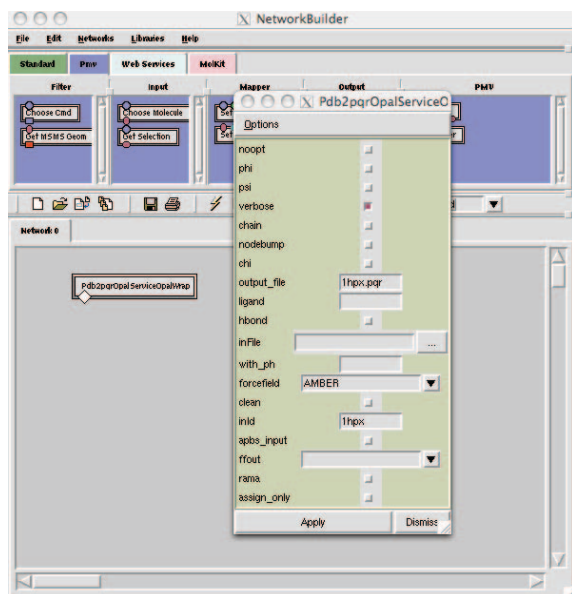 X NetworkBuilder
File Edit Networks Libraries Help
Standard Pmv Web Services MolKit
Filter Input Mapper Output PMV
Choose Cmd Choose Molecule
Get MSMS Geom Get Selection
X Pdb2pqrOpalServiceO
Options
noopt
phi
psi
verbose
chain
nodebump
chi
output_file 1hpx.pqr
ligand
hbond
inFile ...
with_ph
forcefield AMBER
clean
inId 1hpx
apbs_input
ffout
rama
assign_only
Apply Dismiss
Network 0
Pdb2pqrOpalServiceOpalWrap